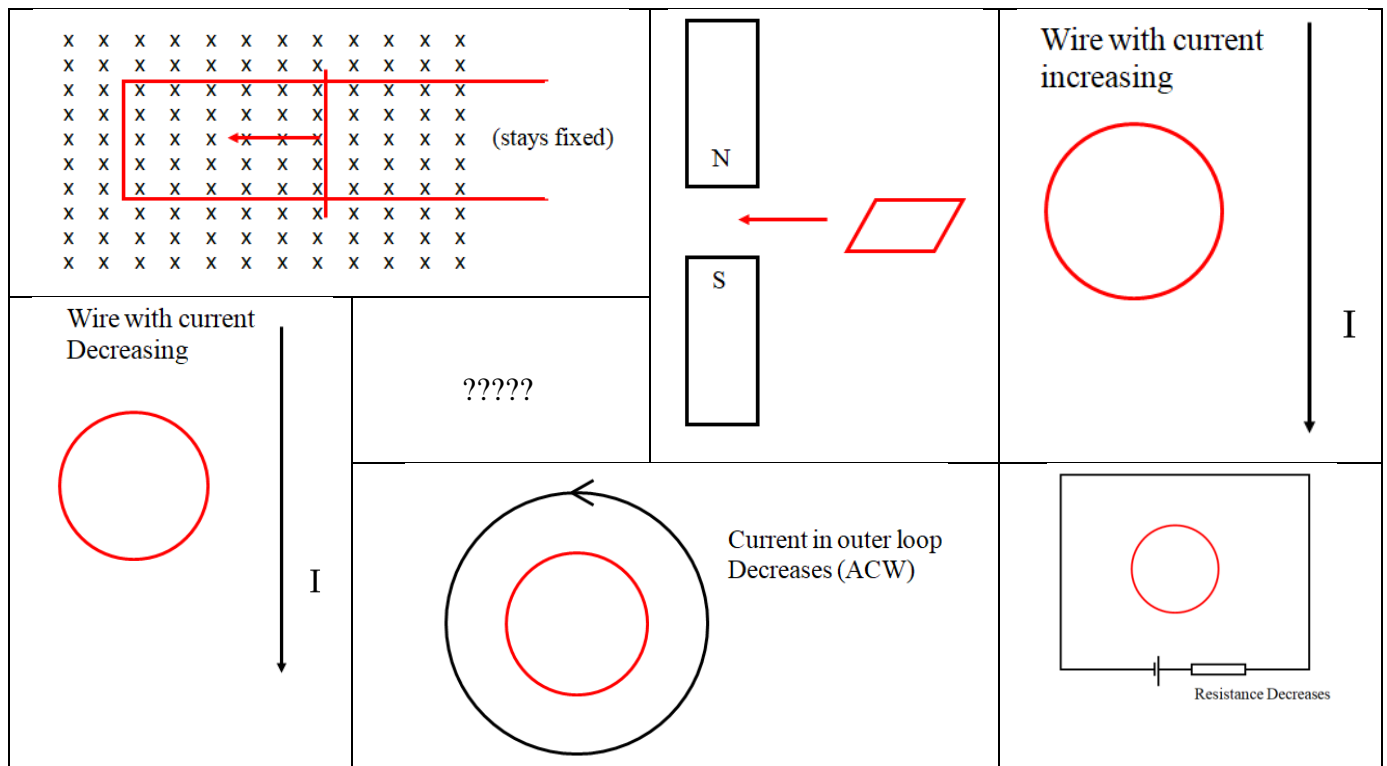 x x x x x x x x x x x x
x x x x x x x x x x x x
x x x x x x x x x x x x
x x x x x x x x x x x x
x x x x x x x x x x x x
(stays fixed)
x x x x x x x x x x x x
x x x x x x x x x x x x
x x x x x x x x x x x x
x x x x x x x x x x x x
x x x x x x x x x x x x
N
S
Wire with current
increasing
I
Wire with current
Decreasing
I
?????
Current in outer loop
Decreases (ACW)
Resistance Decreases